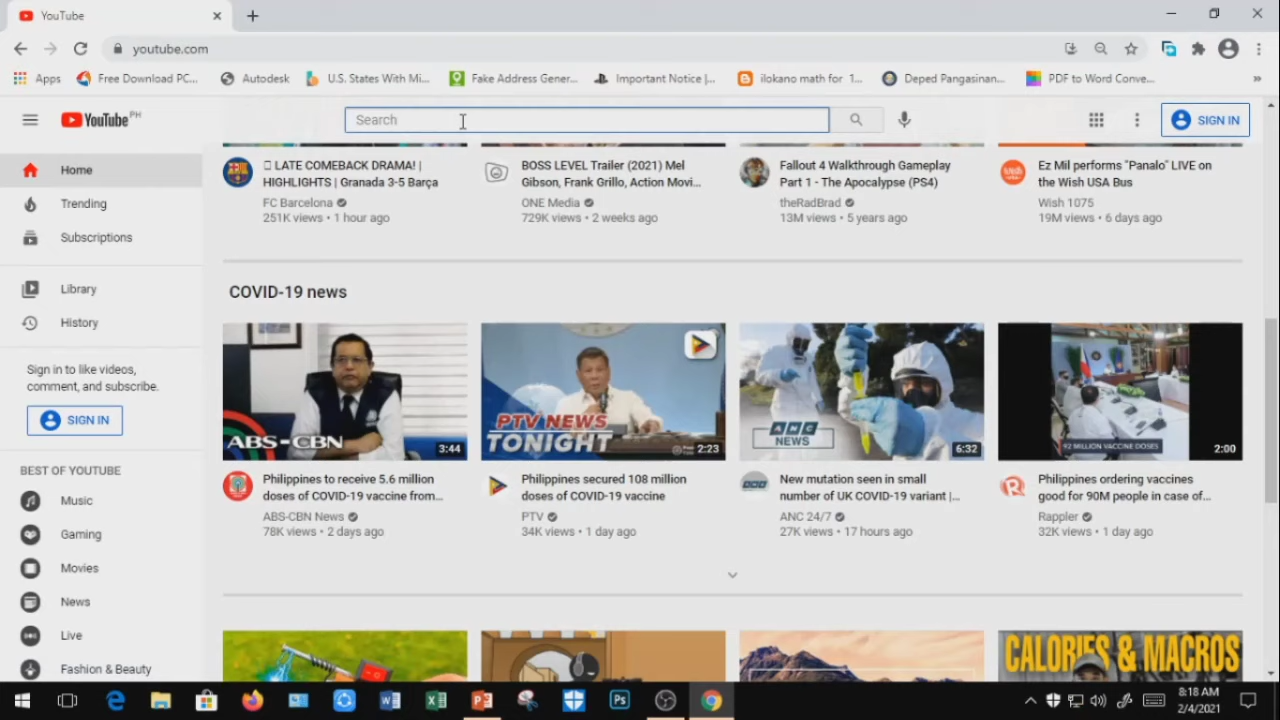 YouTube
youtube.com
Apps
Free Download PC...
Autodesk
U.S. States With Mi...
Fake Address Gener...
Important Notice |...
ilokano math for 1...
Deped Pangasinan...
PDF to Word Conve...
»
YouTube PH
Search
SIGN IN
Home
Trending
Subscriptions
Library
History
Sign in to like videos,
comment, and subscribe.
SIGN IN
BEST OF YOUTUBE
Music
Gaming
Movies
News
Live
Fashion & Beauty
LATE COMEBACK DRAMA! |
HIGHLIGHTS | Granada 3-5 Barça
FC Barcelona
251K views • 1 hour ago
BOSS LEVEL Trailer (2021) Mel
Gibson, Frank Grillo, Action Movi...
ONE Media
729K views • 2 weeks ago
Fallout 4 Walkthrough Gameplay
Part 1 - The Apocalypse (PS4)
theRadBrad
13M views • 5 years ago
Ez Mil performs "Panalo" LIVE on
the Wish USA Bus
Wish 1075
19M views • 6 days ago
COVID-19 news
ABS-CBN
3:44
Philippines to receive 5.6 million
doses of COVID-19 vaccine from...
ABS-CBN News
78K views • 2 days ago
PTV NEWS
TONIGHT
2:23
Philippines secured 108 million
doses of COVID-19 vaccine
PTV
34K views • 1 day ago
ANC
NEWS
6:32
New mutation seen in small
number of UK COVID-19 variant |...
ANC 24/7
27K views • 17 hours ago
92 MILLION VACCINE DOSES
2:00
Philippines ordering vaccines
good for 90M people in case of...
Rappler
32K views • 1 day ago
CALORIES & MACROS
8:18 AM
2/4/2021